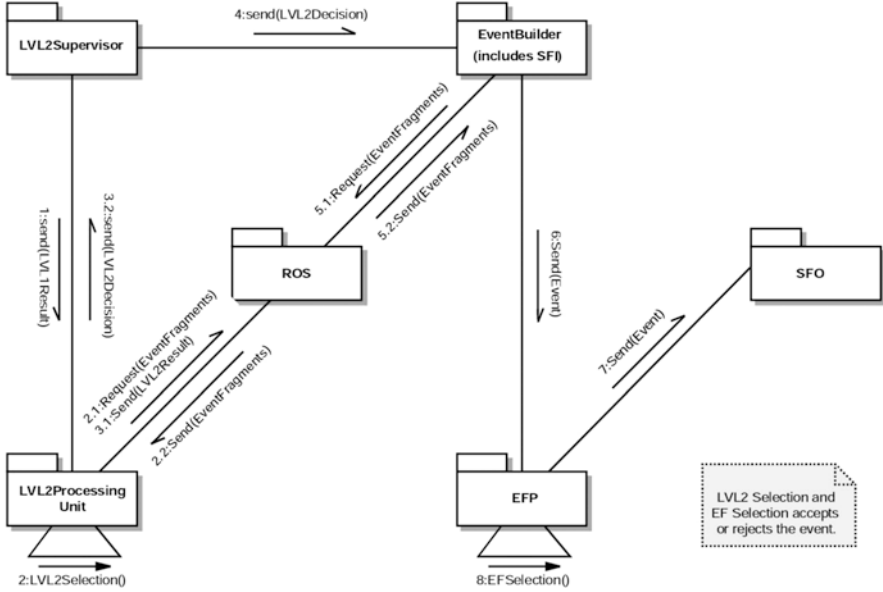 4:send(LVL2Decision)
LVL2Supervisor
EventBuilder
(includes SFI)
5.1:Request(EventFragments)
5.2:Send(EventFragments)
1:send(LVL1Result)
3.2:send(LVL2Decision)
6:Send(Event)
ROS
SFO
2.1:Request(EventFragments)
3.1:Send(LVL2Result)
2.2:Send(EventFragments)
7:Send(Event)
LVL2Processing
Unit
EFP
LVL2 Selection and
EF Selection accepts
or rejects the event.
2:LVL2Selection()
8:EFSelection()